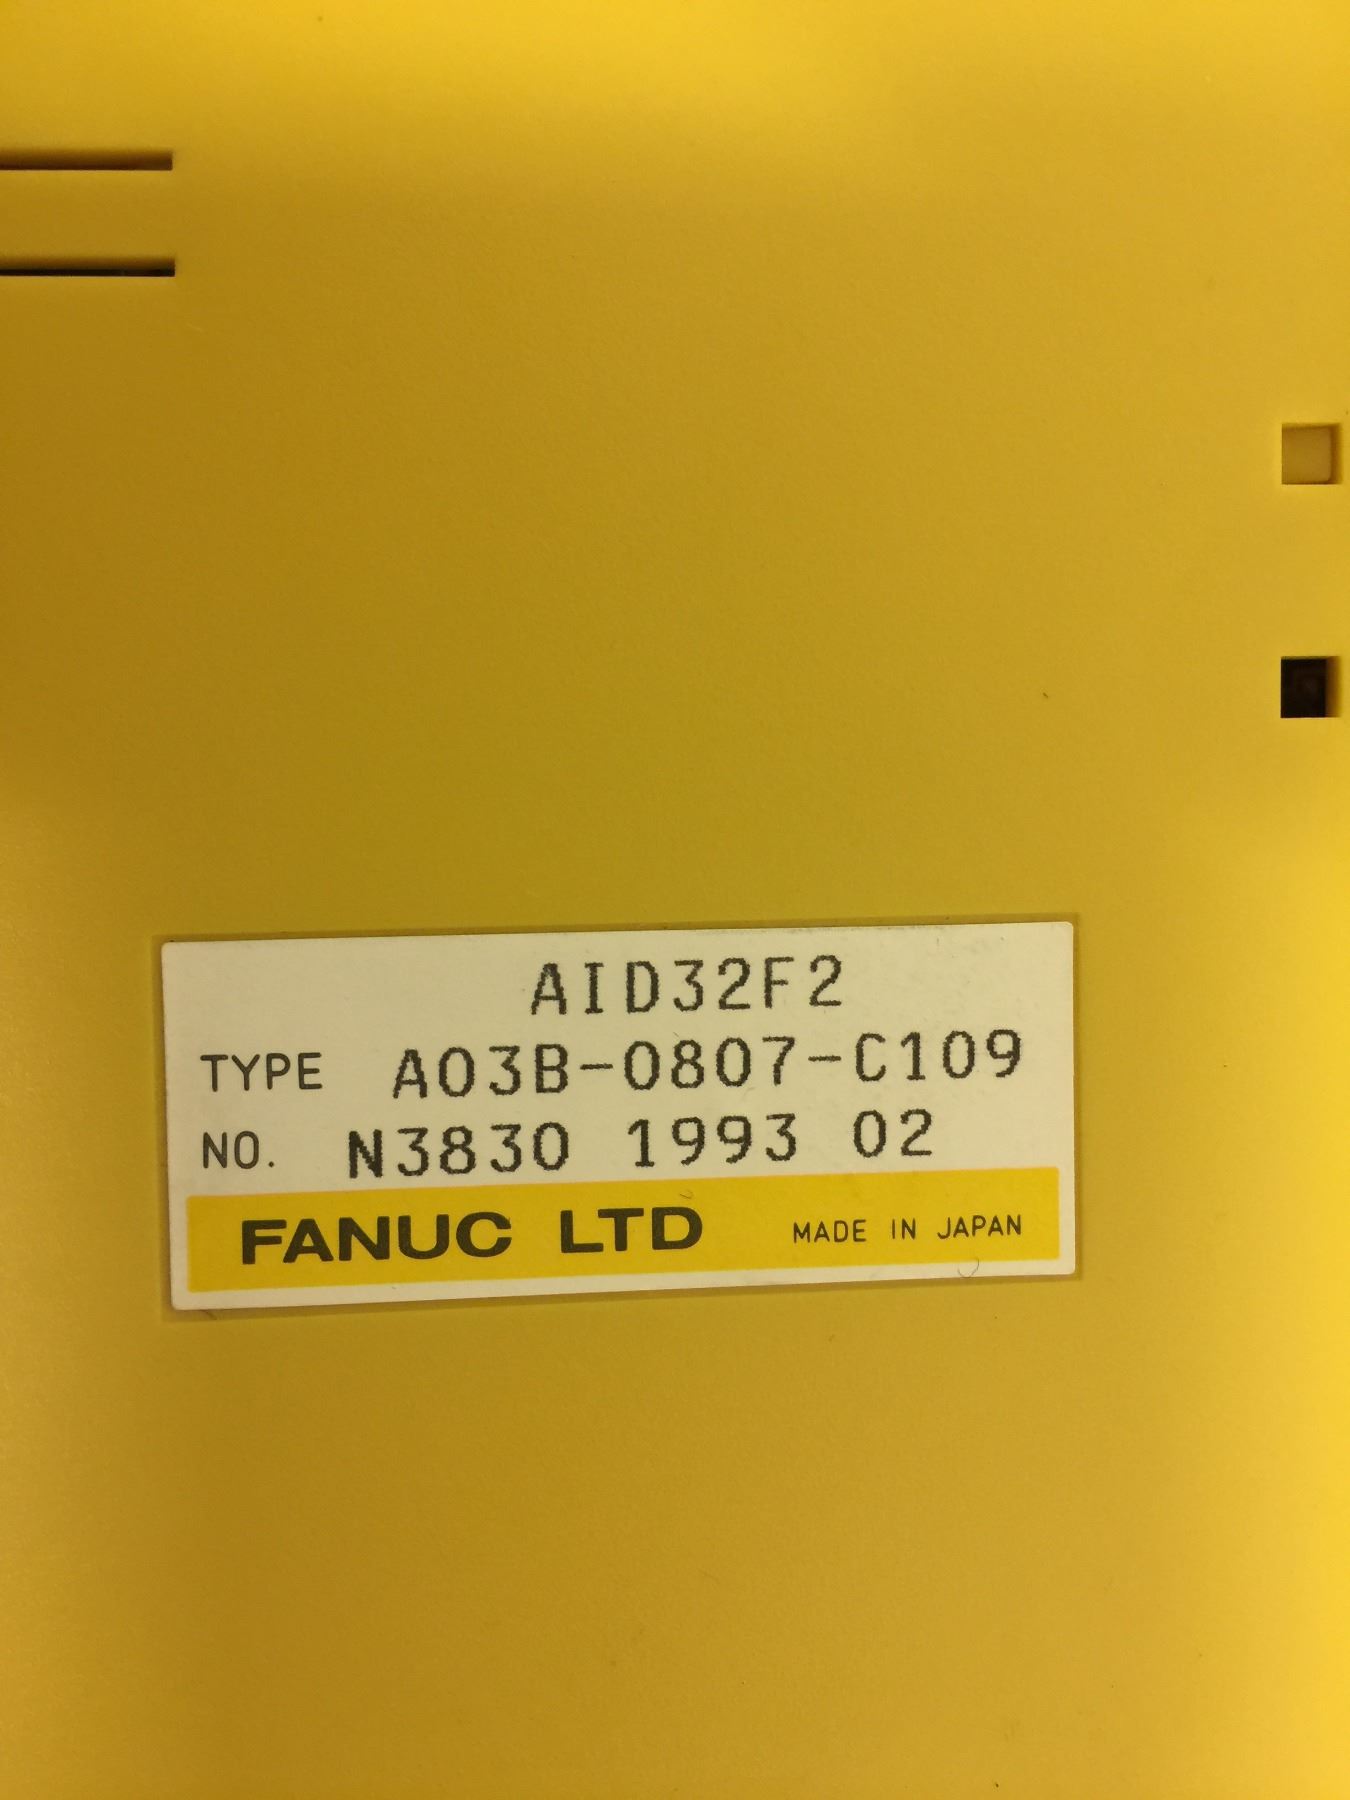 AID32F2
TYPE A03B-0807-C109
NO. N3830 1993 02
FANUC LTD MADE IN JAPAN